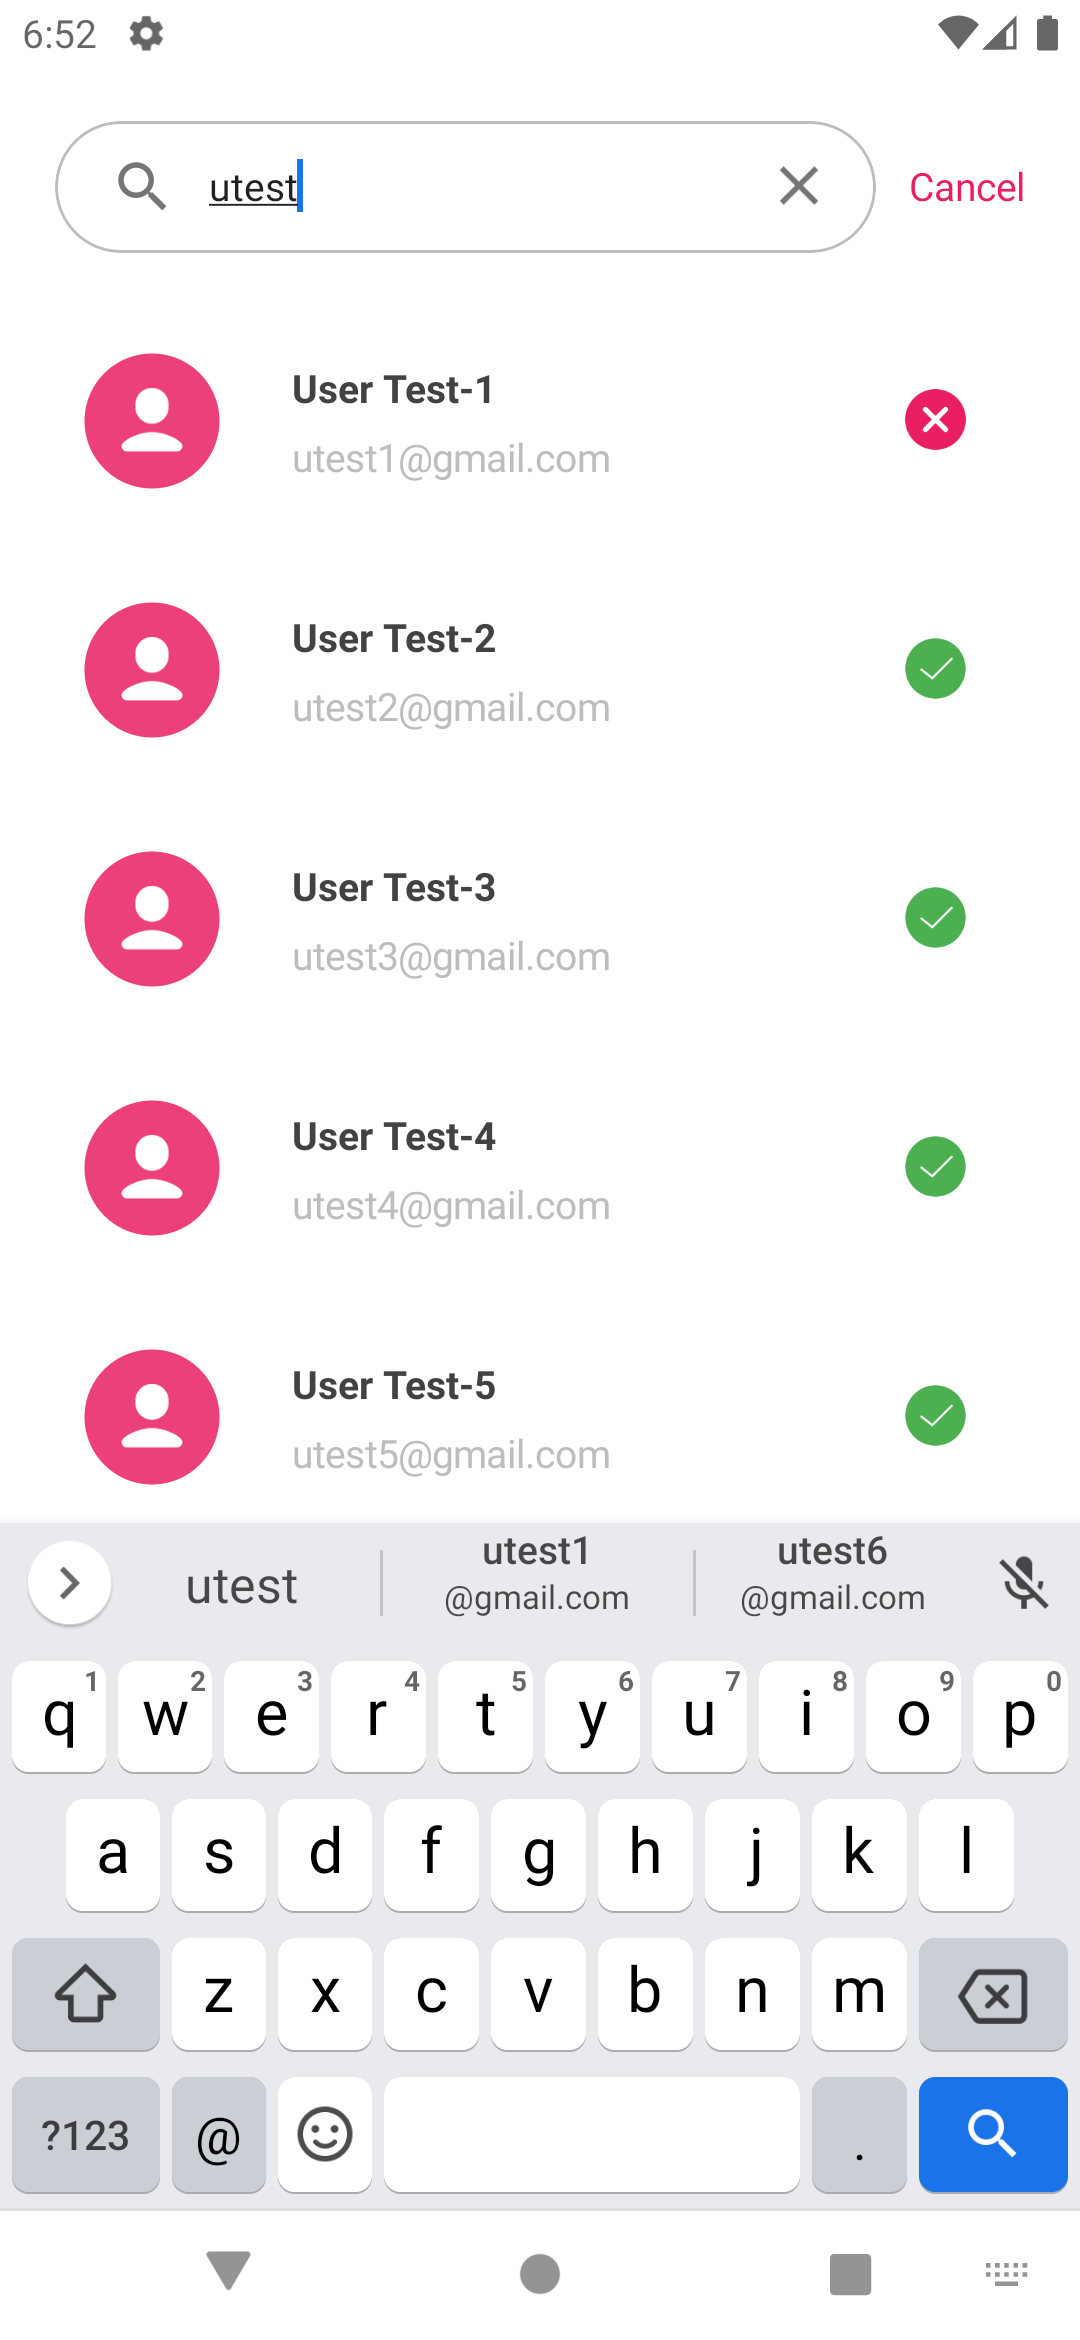 6:52
utest
Cancel
User Test-1
utest1@gmail.com
User Test-2
utest2@gmail.com
User Test-3
utest3@gmail.com
User Test-4
utest4@gmail.com
User Test-5
utest5@gmail.com
utest
utest1
@gmail.com
utest6
@gmail.com
1 2 3 4 5 6 7 8 9 0
q w e r t y u i o p
a s d f g h j k l
z x c v b n m
?123 @ .